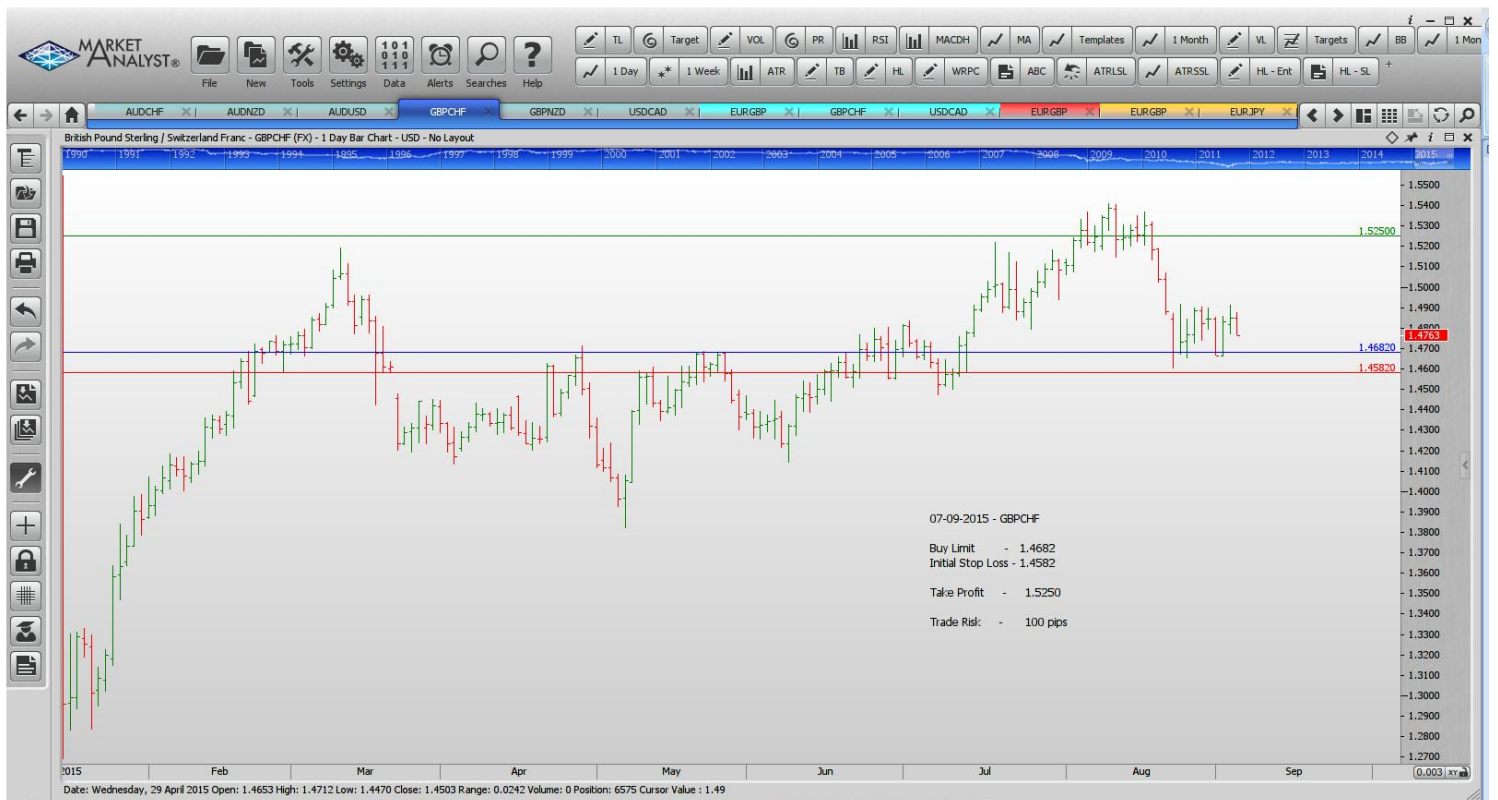 MARKET
ANALYST®
File New Tools Settings Data Alerts Searches Help
101
010
111
?
i
TL Target VOL PR RSI MACDH MA Templates 1 Month VL Targets BB 1 Mon
1 Day 1 Week ATR TB HL WRPC ABC ATRLSL ATRSSL HL - Ent HL - SL +
AUDCHF AUDNZD AUDUSD GBPCHF GBPNZD USDCAD EURGBP GBPCHF USDCAD EURGBP EURGBP EURJPY
British Pound Sterling / Switzerland Franc - GBPCHF (FX) - 1 Day Bar Chart - USD - No Layout
1990 1991 1992 1993 1994 1995 1996 1997 1998 1999 2000 2001 2002 2003 2004 2005 2006 2007 2008 2009 2010 2011 2012 2013 2014 2015
1.5500
1.5400
1.5300
1.52500
1.5200
1.5100
1.5000
1.4900
1.4800
1.4763
1.4700
1.46820
1.4600
1.45820
1.4500
1.4400
1.4300
1.4200
1.4100
1.4000
1.3900
1.3800
1.3700
1.3600
1.3500
1.3400
1.3300
1.3200
1.3100
1.3000
1.2900
1.2800
1.2700
07-09-2015 - GBPCHF
Buy Limit - 1.4682
Initial Stop Loss - 1.4582
Take Profit - 1.5250
Trade Risk - 100 pips
2015 Feb Mar Apr May Jun Jul Aug Sep
0.003 XY
Date: Wednesday, 29 April 2015 Open: 1.4653 High: 1.4712 Low: 1.4470 Close: 1.4503 Range: 0.0242 Volume: 0 Position: 6575 Cursor Value : 1.49